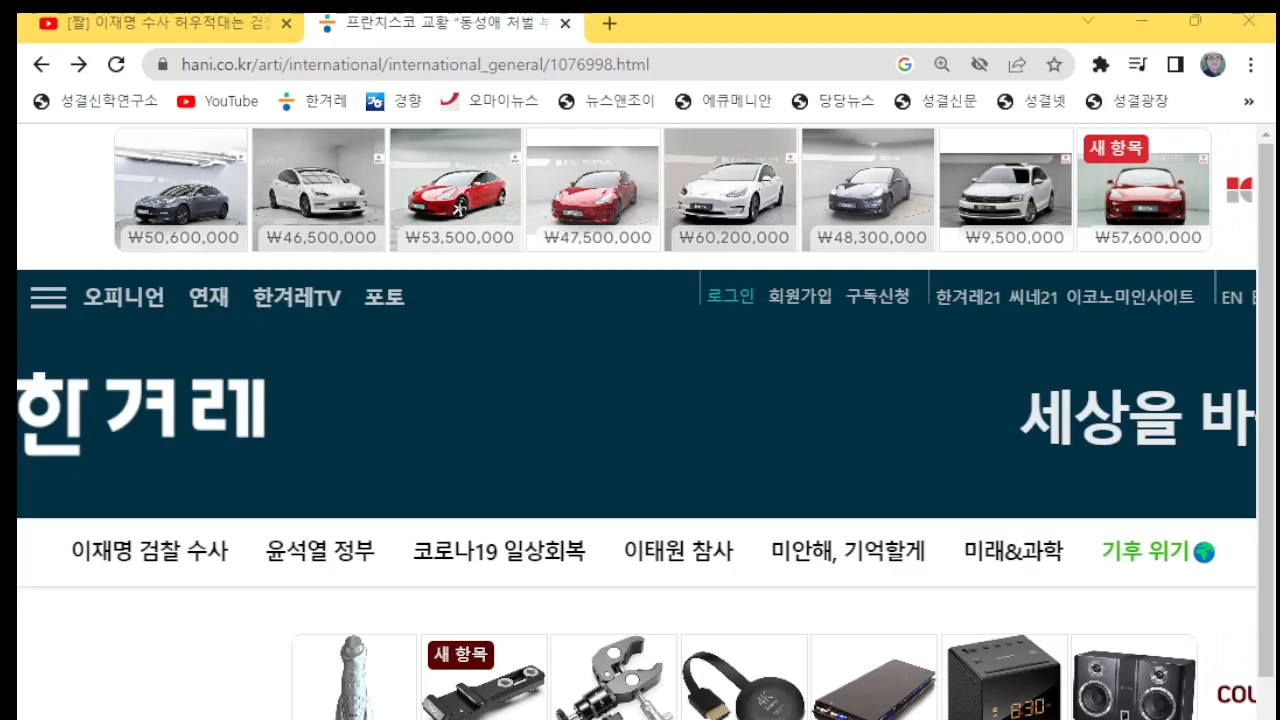 [짤] 이재명 수사 허우적대는 검찰
프란치스코 교황 "동성애 처벌 부
hani.co.kr/arti/international/international_general/1076998.html
성결신학연구소 YouTube 한겨레 경향 오마이뉴스 뉴스앤조이 에큐메니안 당당뉴스 성결신문 성결넷 성결광장 »
새 항목
₩50,600,000 ₩46,500,000 ₩53,500,000 ₩47,500,000 ₩60,200,000 ₩48,300,000 ₩9,500,000 ₩57,600,000
오피니언 연재 한겨레TV 포토 로그인 회원가입 구독신청 한겨레21 씨네21 이코노미인사이트 EN
한겨레
세상을 바
이재명 검찰 수사 윤석열 정부 코로나19 일상회복 이태원 참사 미안해, 기억할게 미래&과학 기후 위기
새 항목
4K
6:30
COU